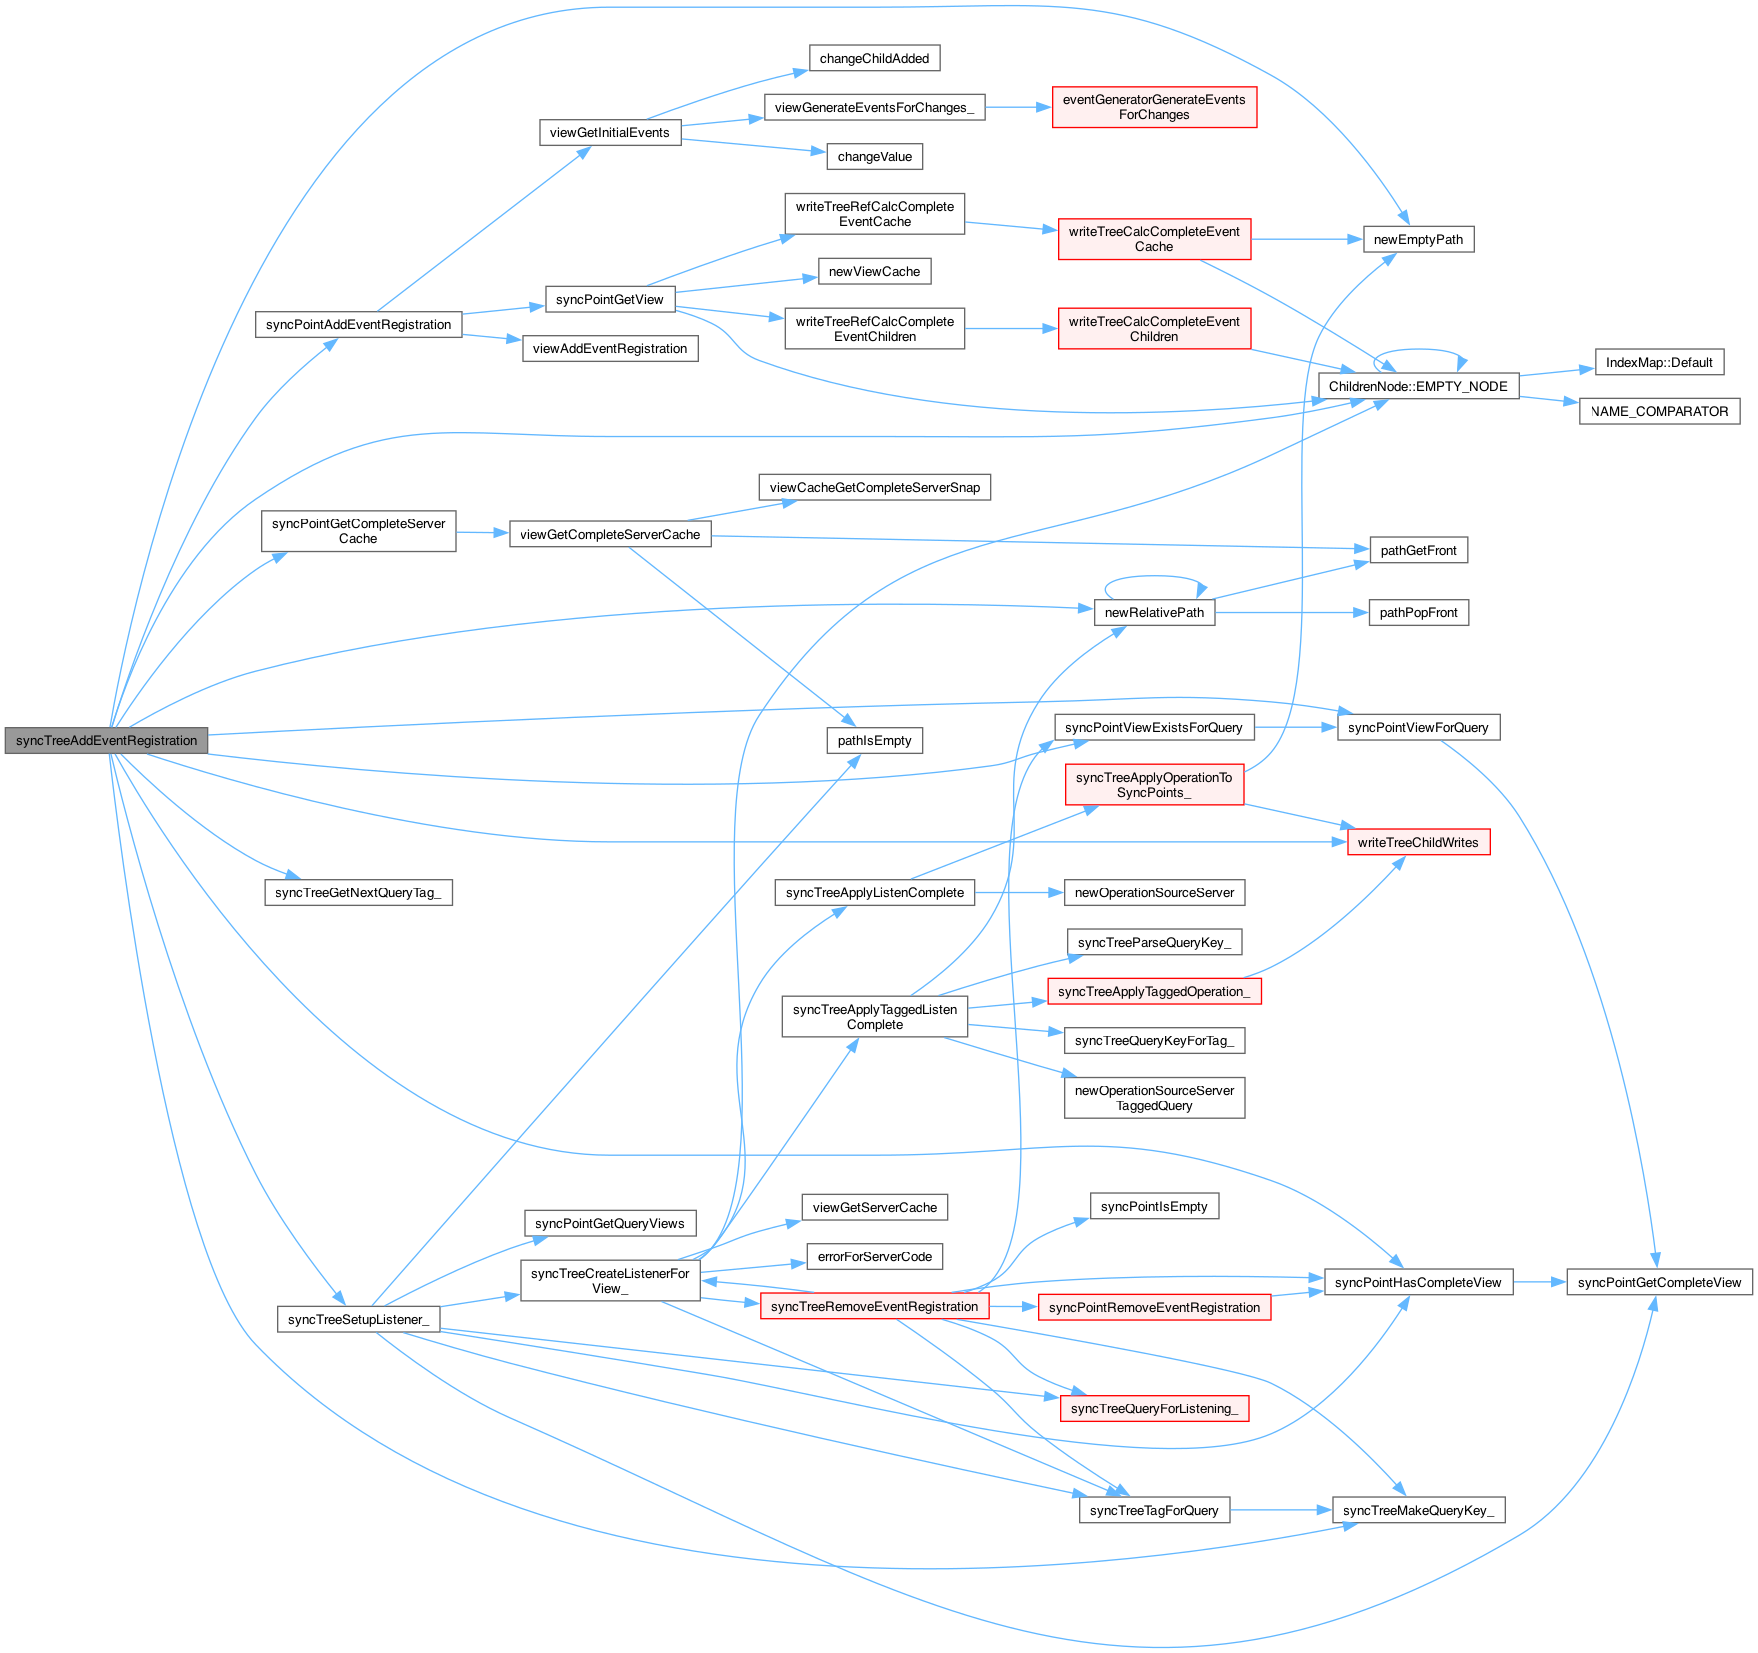 changeChildAdded
viewGenerateEventsForChanges_
eventGeneratorGenerateEvents
ForChanges
viewGetInitialEvents
changeValue
writeTreeRefCalcComplete
EventCache
writeTreeCalcCompleteEvent
Cache
newEmptyPath
newViewCache
syncPointGetView
syncPointAddEventRegistration
writeTreeRefCalcComplete
EventChildren
writeTreeCalcCompleteEvent
Children
viewAddEventRegistration
IndexMap::Default
ChildrenNode::EMPTY_NODE
NAME_COMPARATOR
viewCacheGetCompleteServerSnap
syncPointGetCompleteServer
Cache
viewGetCompleteServerCache
pathGetFront
newRelativePath
pathPopFront
syncTreeAddEventRegistration
pathIsEmpty
syncPointViewExistsForQuery
syncPointViewForQuery
syncTreeApplyOperationTo
SyncPoints_
writeTreeChildWrites
syncTreeGetNextQueryTag_
syncTreeApplyListenComplete
newOperationSourceServer
syncTreeParseQueryKey_
syncTreeApplyTaggedOperation_
syncTreeApplyTaggedListen
Complete
syncTreeQueryKeyForTag_
newOperationSourceServer
TaggedQuery
viewGetServerCache
syncPointIsEmpty
syncPointGetQueryViews
errorForServerCode
syncTreeCreateListenerFor
View_
syncPointHasCompleteView
syncPointGetCompleteView
syncTreeRemoveEventRegistration
syncPointRemoveEventRegistration
syncTreeSetupListener_
syncTreeQueryForListening_
syncTreeTagForQuery
syncTreeMakeQueryKey_